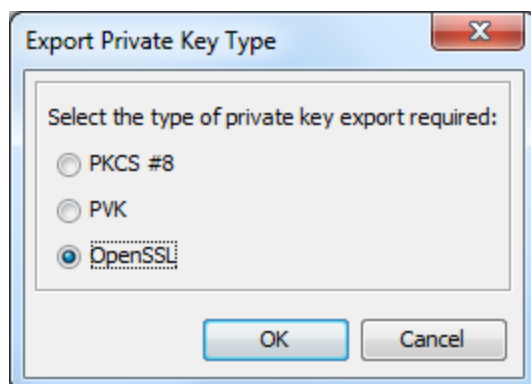 Export Private Key Type
Select the type of private key export required:
PKCS #8
PVK
OpenSSL
OK Cancel